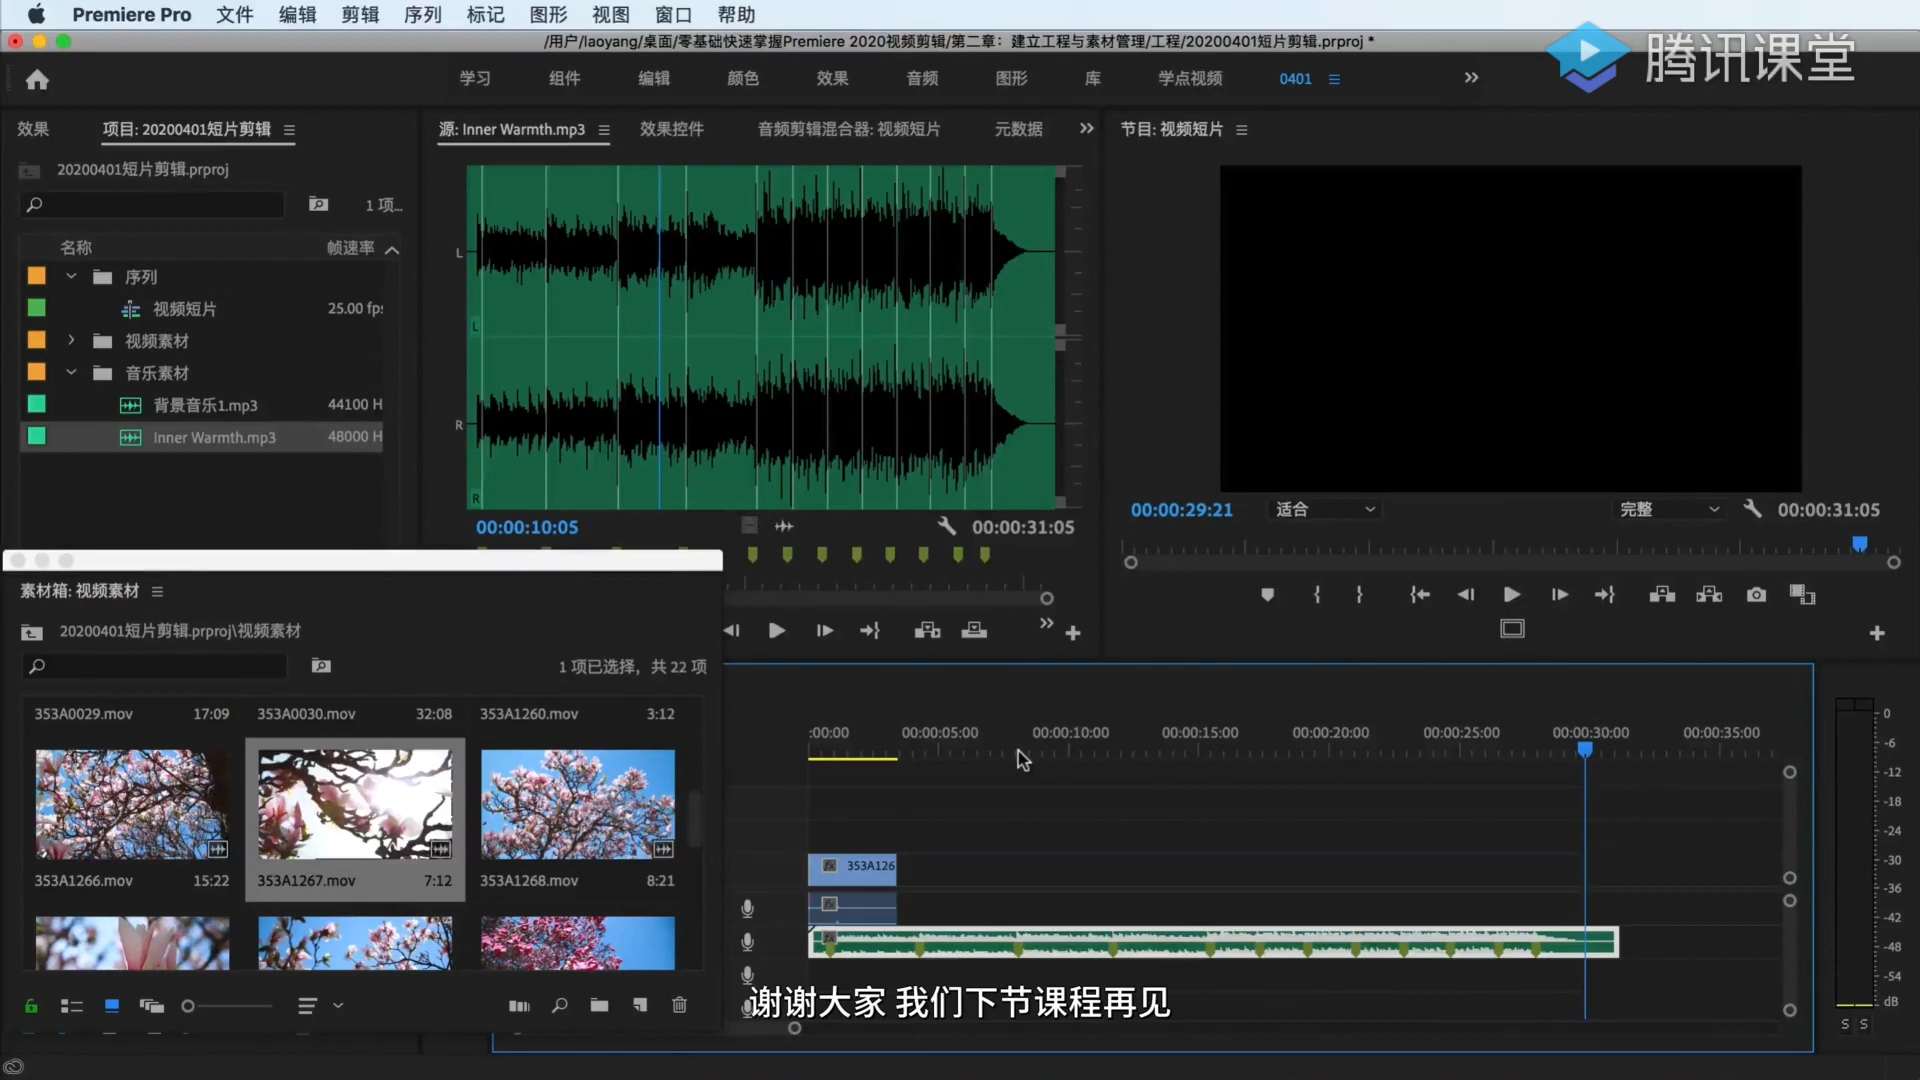 Premiere Pro 文件 编辑 剪辑 序列 标记 图形 视图 窗口 帮助
/用户/laoyang/桌面/零基础快速掌握Premiere 2020视频剪辑/第二章：建立工程与素材管理/工程/20200401短片剪辑.prproj *
腾讯课堂
学习 组件 编辑 颜色 效果 音频 图形 库 学点视频 0401
效果 项目: 20200401短片剪辑
源: Inner Warmth.mp3 效果控件 音频剪辑混合器: 视频短片 元数据
节目: 视频短片
20200401短片剪辑.prproj
1 项...
名称 帧速率
序列
视频短片 25.00 fps
视频素材
音乐素材
背景音乐1.mp3 44100 H
Inner Warmth.mp3 48000 H
L
L
R
R
00:00:10:05 00:00:31:05
00:00:29:21 适合 完整 00:00:31:05
素材箱: 视频素材
20200401短片剪辑.prproj\视频素材
1 项已选择，共 22 项
353A0029.mov 17:09 353A0030.mov 32:08 353A1260.mov 3:12
353A1266.mov 15:22 353A1267.mov 7:12 353A1268.mov 8:21
:00:00 00:00:05:00 00:00:10:00 00:00:15:00 00:00:20:00 00:00:25:00 00:00:30:00 00:00:35:00
fx 353A126
fx
fx
0
-6
-12
-18
-24
-30
-36
-42
-48
-54
dB
S S
谢谢大家 我们下节课程再见